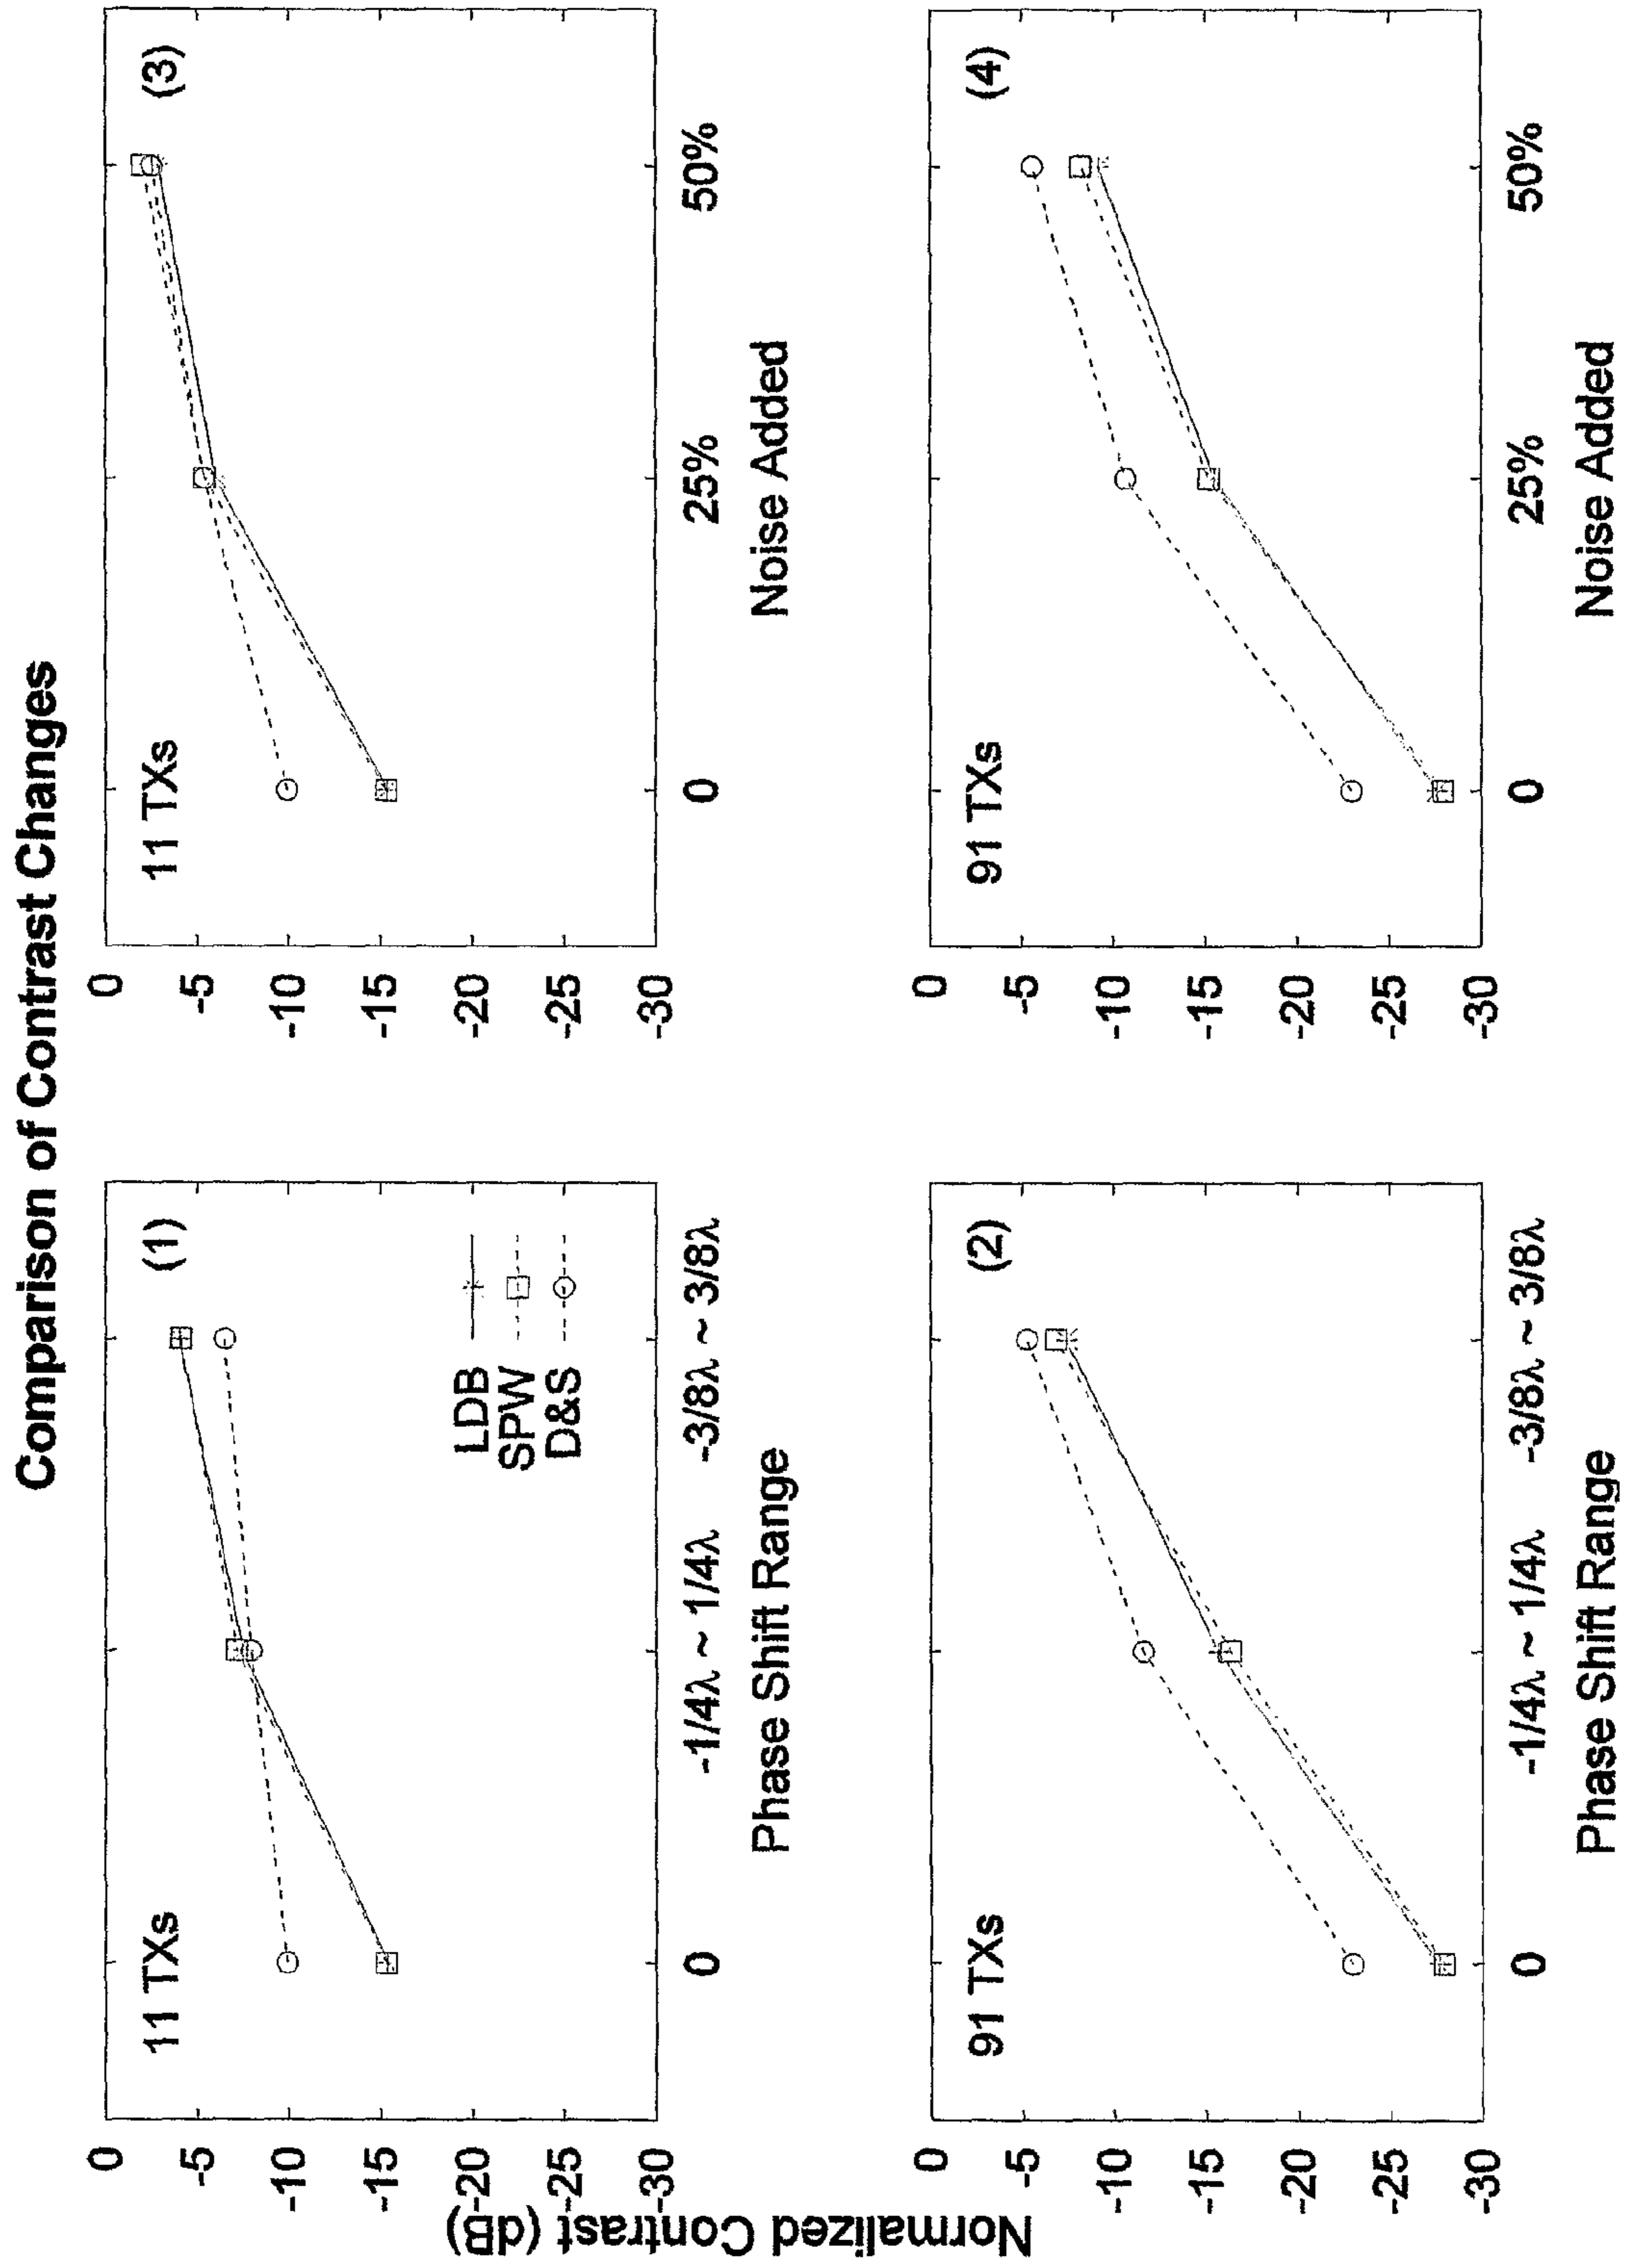 Comparison of Contrast Changes
Normalized Contrast (dB)
11 TXs
(1)
LDB
SPW
D&S
0
-5
-10
-15
-20
-25
-30
0
-1/4λ ~ 1/4λ
-3/8λ ~ 3/8λ
Phase Shift Range
11 TXs
(3)
0
-5
-10
-15
-20
-25
-30
0
25%
50%
Noise Added
91 TXs
(2)
0
-5
-10
-15
-20
-25
-30
0
-1/4λ ~ 1/4λ
-3/8λ ~ 3/8λ
Phase Shift Range
91 TXs
(4)
0
-5
-10
-15
-20
-25
-30
0
25%
50%
Noise Added